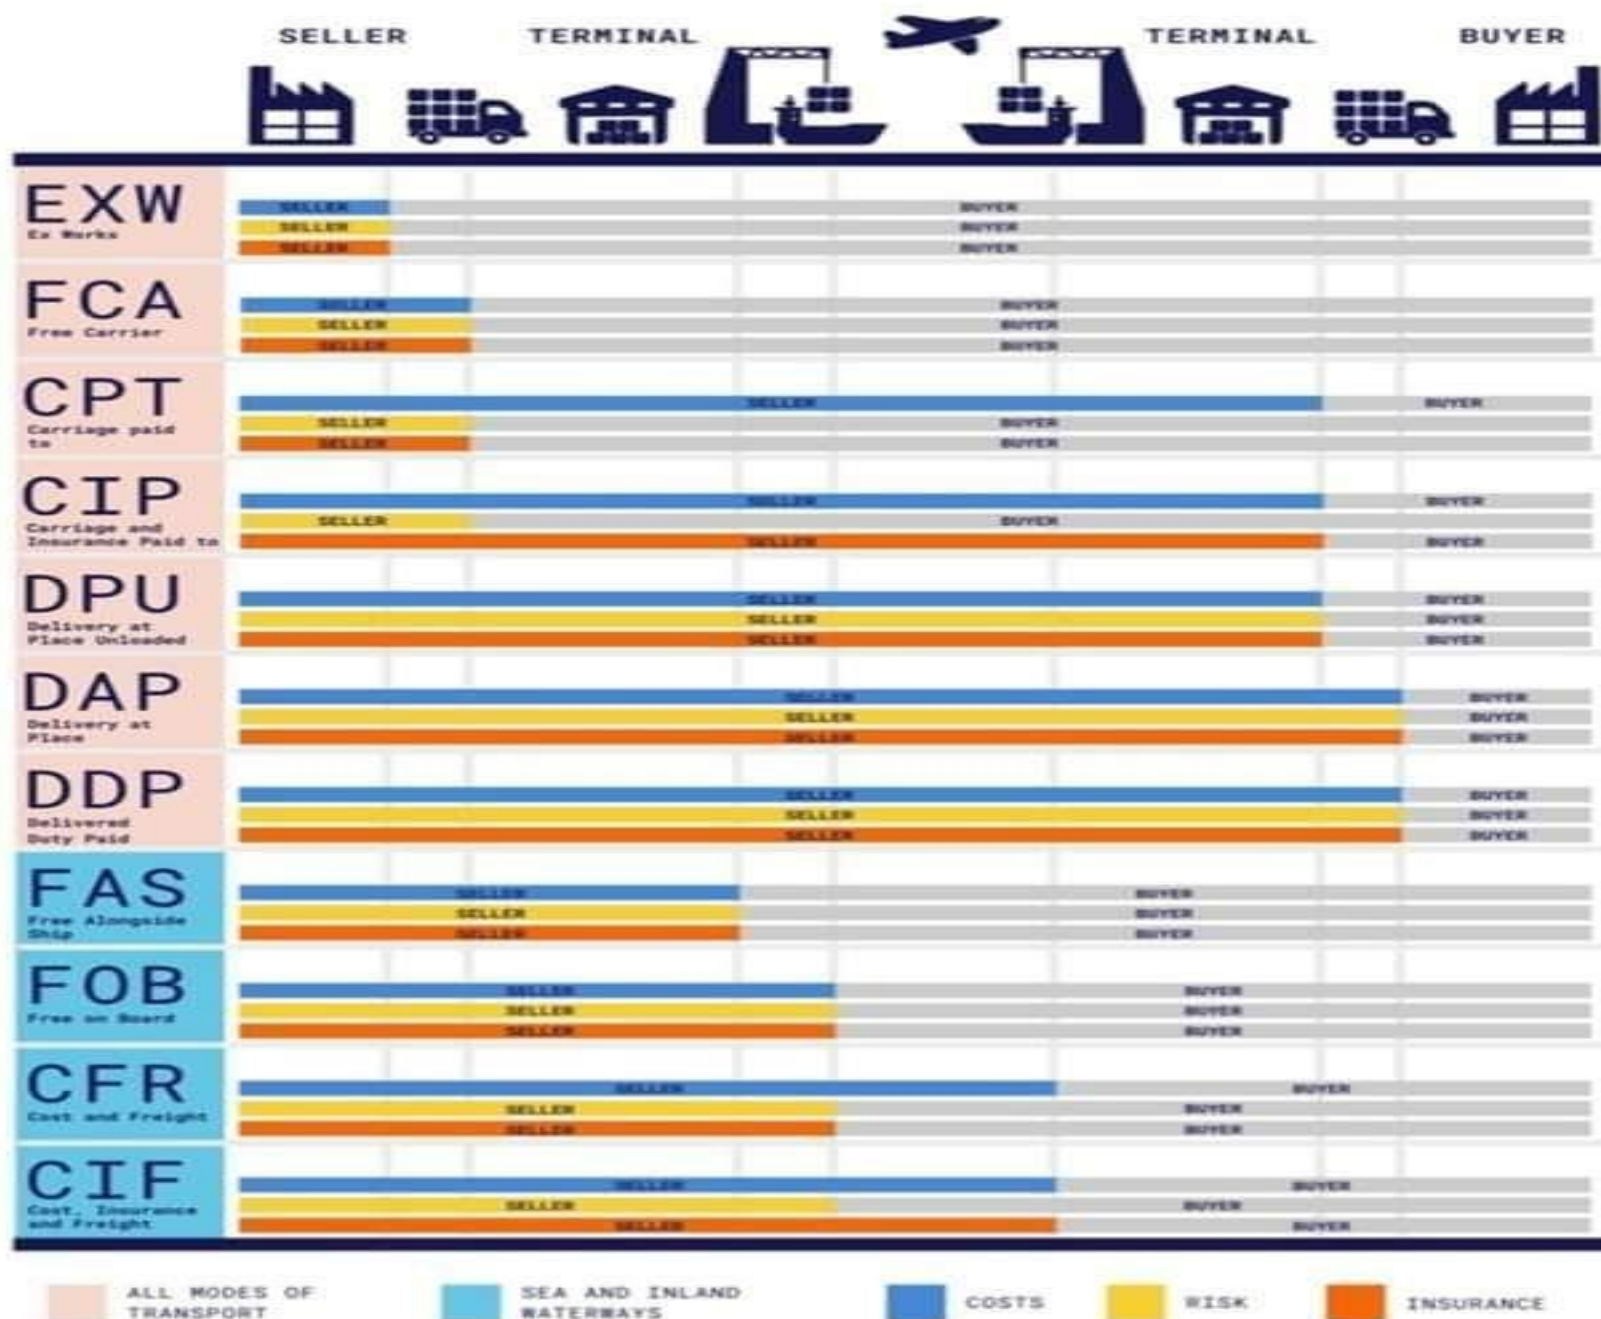 SELLER TERMINAL TERMINAL BUYER
EXW
Ex Works
SELLER BUYER
SELLER BUYER
SELLER BUYER
FCA
Free Carrier
SELLER BUYER
SELLER BUYER
SELLER BUYER
CPT
Carriage paid
to
SELLER BUYER
SELLER BUYER
SELLER BUYER
CIP
Carriage and
Insurance Paid to
SELLER BUYER
SELLER BUYER
SELLER BUYER
DPU
Delivery at
Place Unloaded
SELLER BUYER
SELLER BUYER
SELLER BUYER
DAP
Delivery at
Place
SELLER BUYER
SELLER BUYER
SELLER BUYER
DDP
Delivered
Duty Paid
SELLER BUYER
SELLER BUYER
SELLER BUYER
FAS
Free Alongside
Ship
SELLER BUYER
SELLER BUYER
SELLER BUYER
FOB
Free on Board
SELLER BUYER
SELLER BUYER
SELLER BUYER
CFR
Cost and Freight
SELLER BUYER
SELLER BUYER
SELLER BUYER
CIF
Cost, Insurance
and Freight
SELLER BUYER
SELLER BUYER
SELLER BUYER
ALL MODES OF
TRANSPORT
SEA AND INLAND
WATERWAYS
COSTS
RISK
INSURANCE